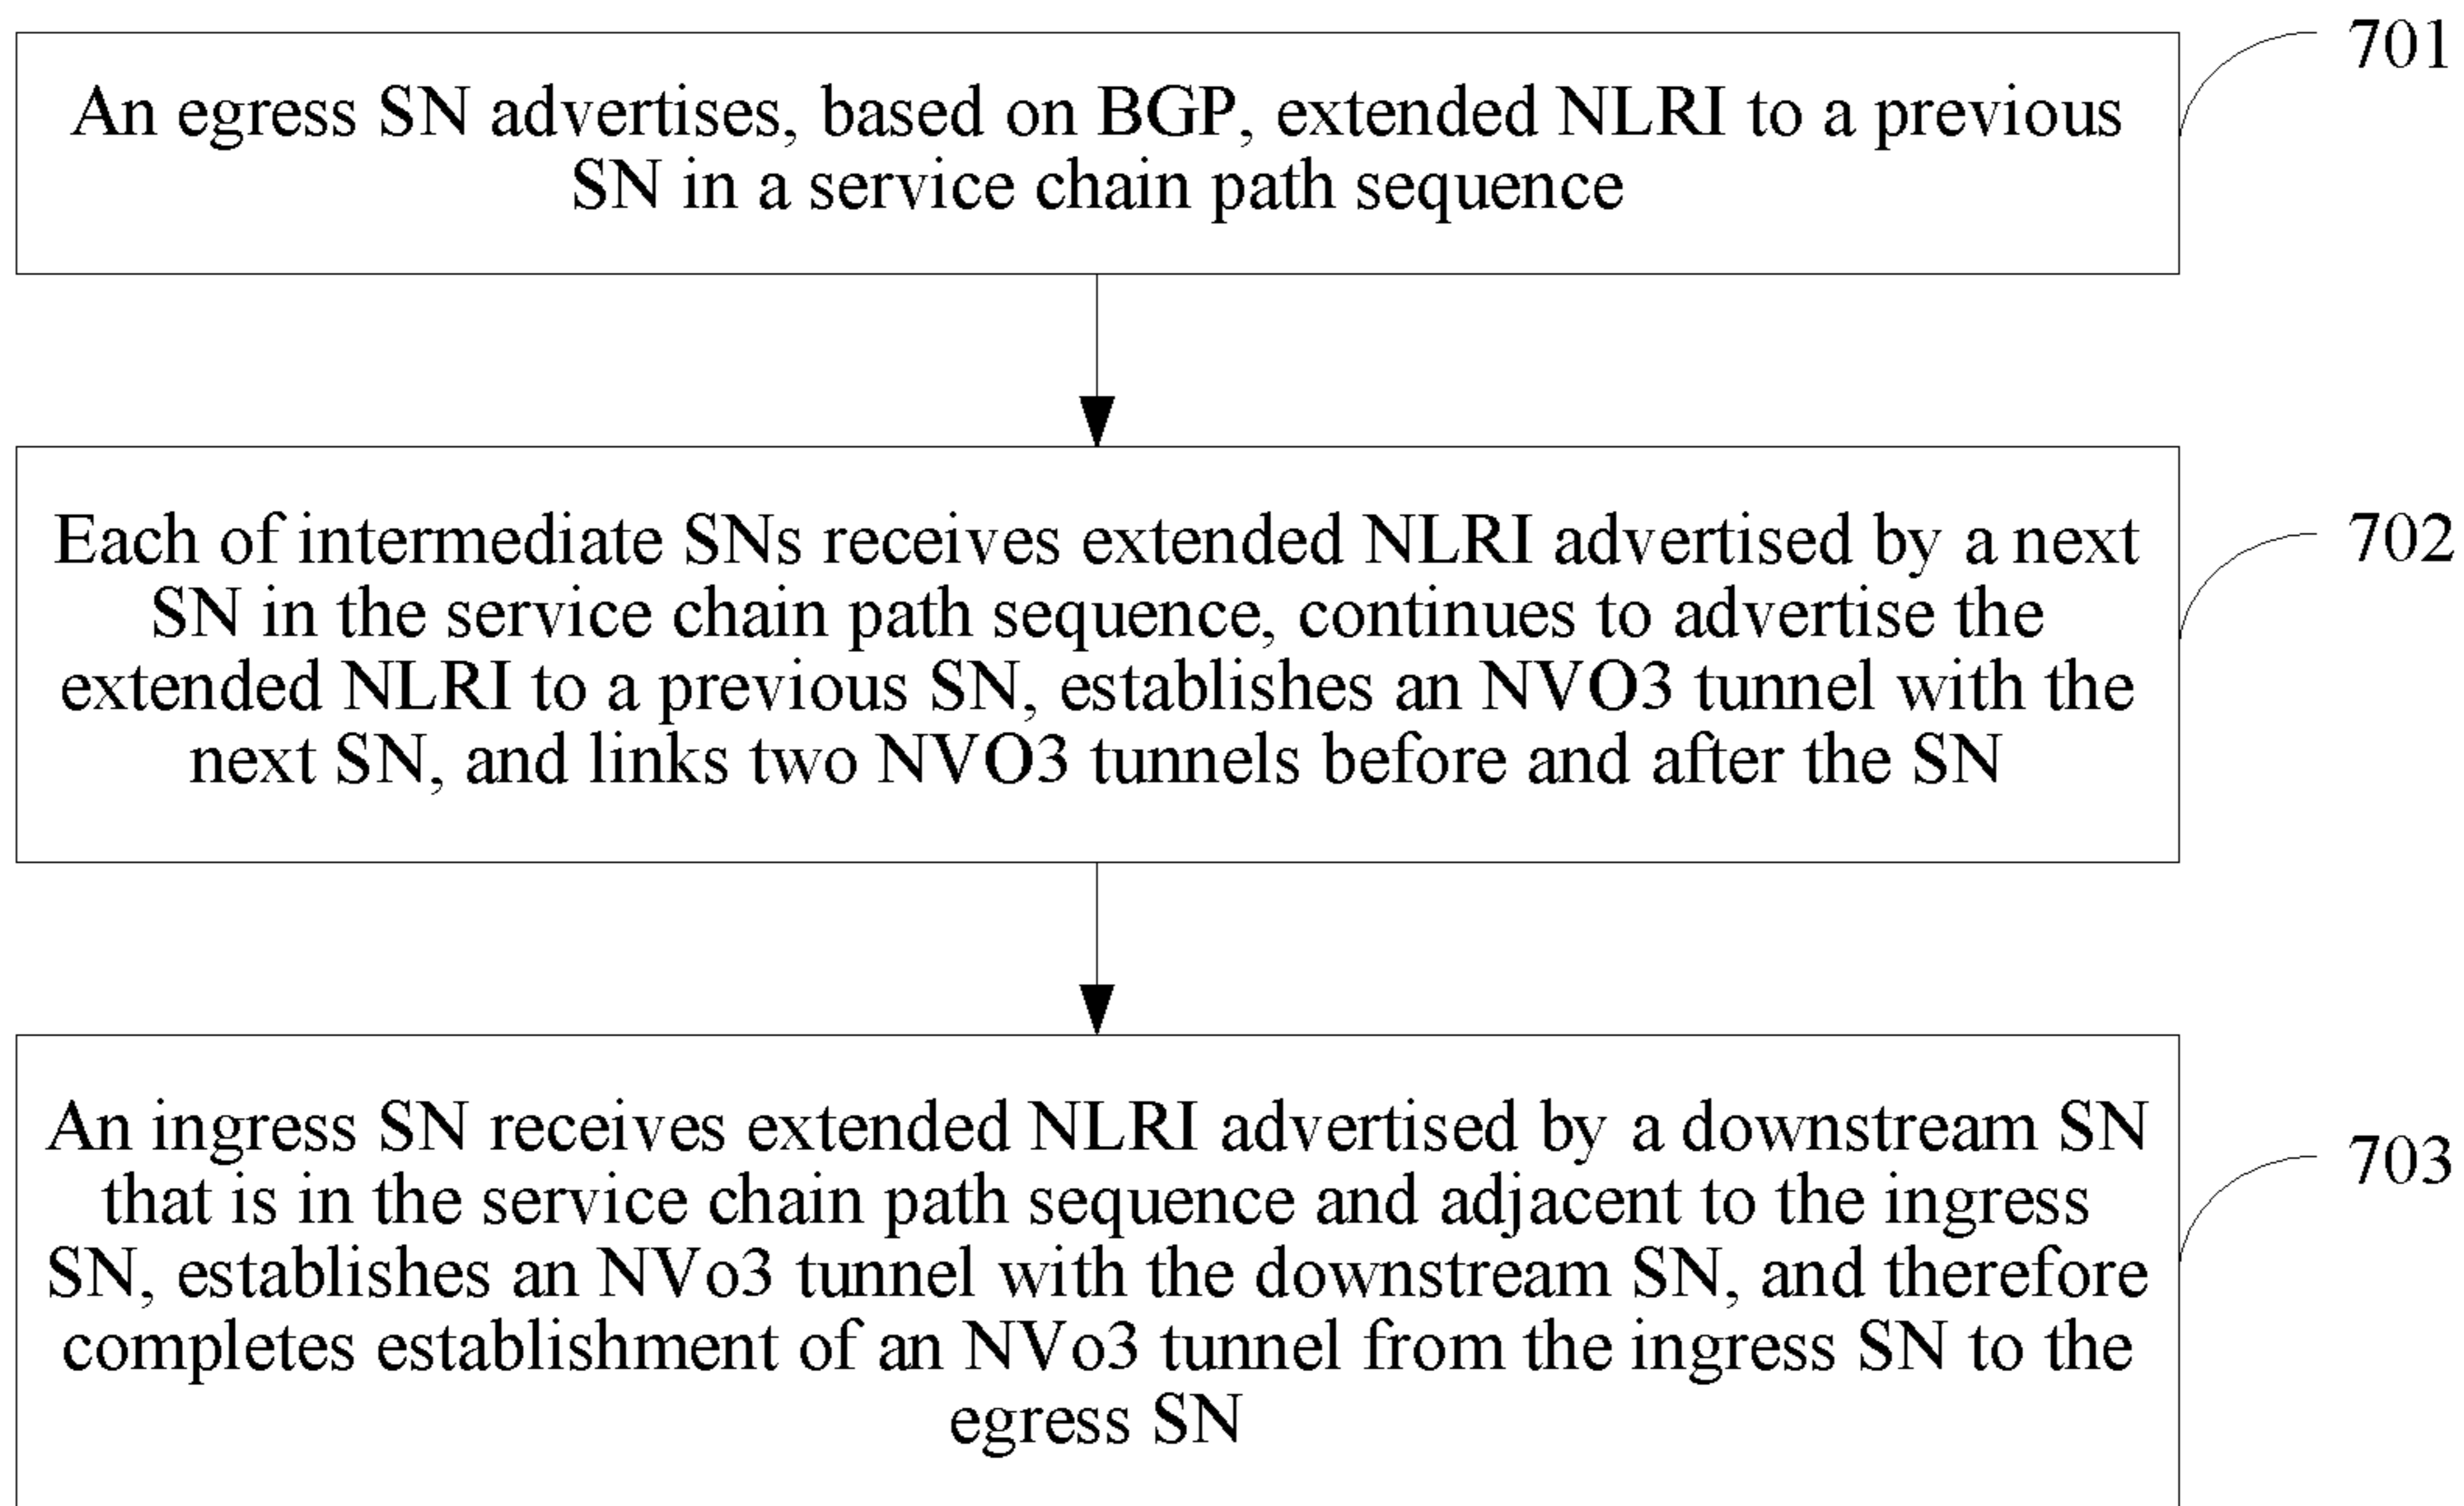 An egress SN advertises, based on BGP, extended NLRI to a previous
SN in a service chain path sequence
701
Each of intermediate SNs receives extended NLRI advertised by a next
SN in the service chain path sequence, continues to advertise the
extended NLRI to a previous SN, establishes an NVO3 tunnel with the
next SN, and links two NVO3 tunnels before and after the SN
702
An ingress SN receives extended NLRI advertised by a downstream SN
that is in the service chain path sequence and adjacent to the ingress
SN, establishes an NVo3 tunnel with the downstream SN, and therefore
completes establishment of an NVo3 tunnel from the ingress SN to the
egress SN
703